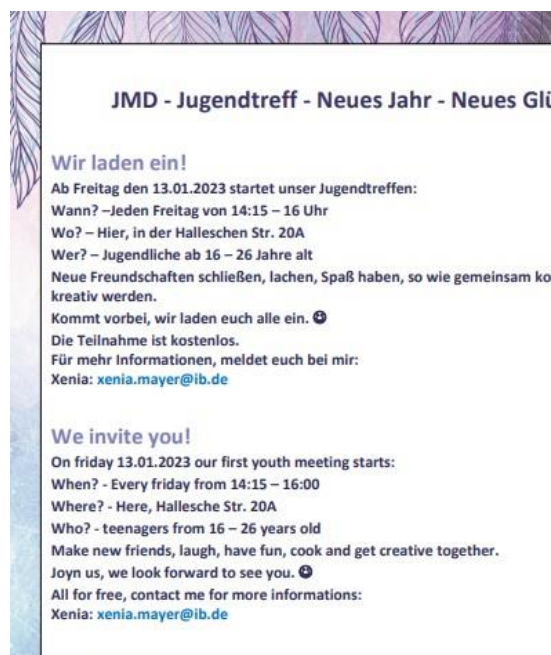 JMD - Jugendtreff - Neues Jahr - Neues
Wir laden ein!
Ab Freitag den 13.01.2023 startet unser Jugendtreffen:
Wann? –Jeden Freitag von 14:15 – 16 Uhr
Wo? – Hier, in der Halleschen Str. 20A
Wer? – Jugendliche ab 16 – 26 Jahre alt
Neue Freundschaften schließen, lachen, Spaß haben, so wie gemeinsam
kreativ werden.
Kommt vorbei, wir laden euch alle ein. 😃
Die Teilnahme ist kostenlos.
Für mehr Informationen, meldet euch bei mir:
Xenia: xenia.mayer@ib.de
We invite you!
On friday 13.01.2023 our first youth meeting starts:
When? - Every friday from 14:15 – 16:00
Where? - Here, Hallesche Str. 20A
Who? - teenagers from 16 – 26 years old
Make new friends, laugh, have fun, cook and get creative together.
Joyn us, we look forward to see you. 😃
All for free, contact me for more informations:
Xenia: xenia.mayer@ib.de